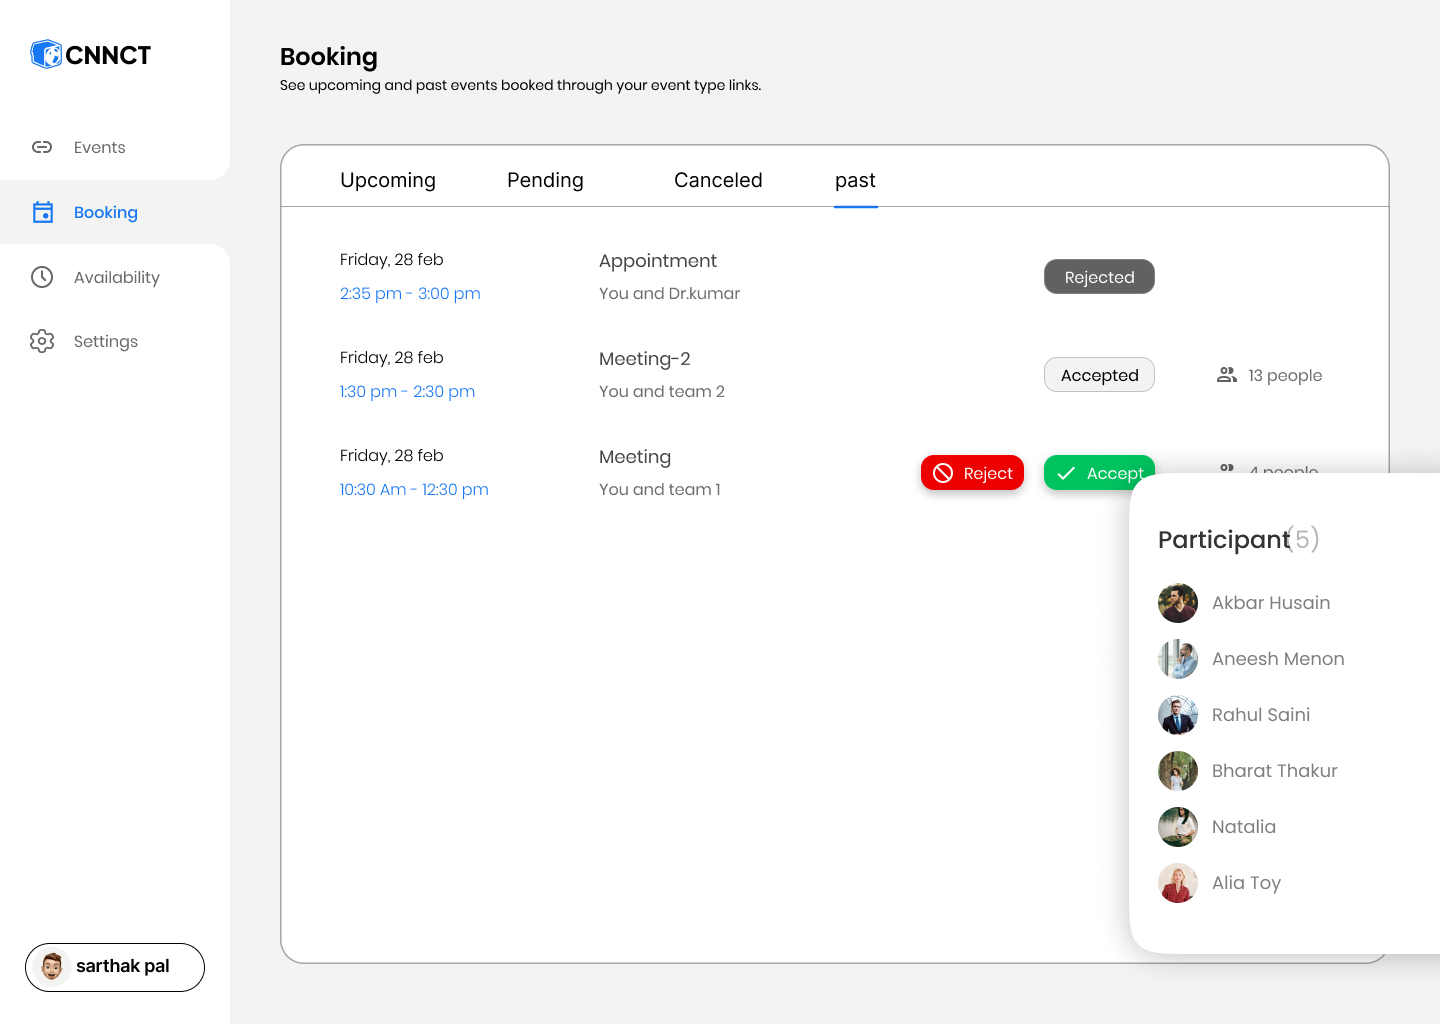 CNNCT
Events
Booking
Availability
Settings
sarthak pal
Booking
See upcoming and past events booked through your event type links.
Upcoming Pending Canceled past
Friday, 28 feb
2:35 pm - 3:00 pm
Appointment
You and Dr.kumar
Rejected
Friday, 28 feb
1:30 pm - 2:30 pm
Meeting-2
You and team 2
Accepted
13 people
Friday, 28 feb
10:30 Am - 12:30 pm
Meeting
You and team 1
Reject
Accept
4 people
Participant(5)
Akbar Husain
Aneesh Menon
Rahul Saini
Bharat Thakur
Natalia
Alia Toy